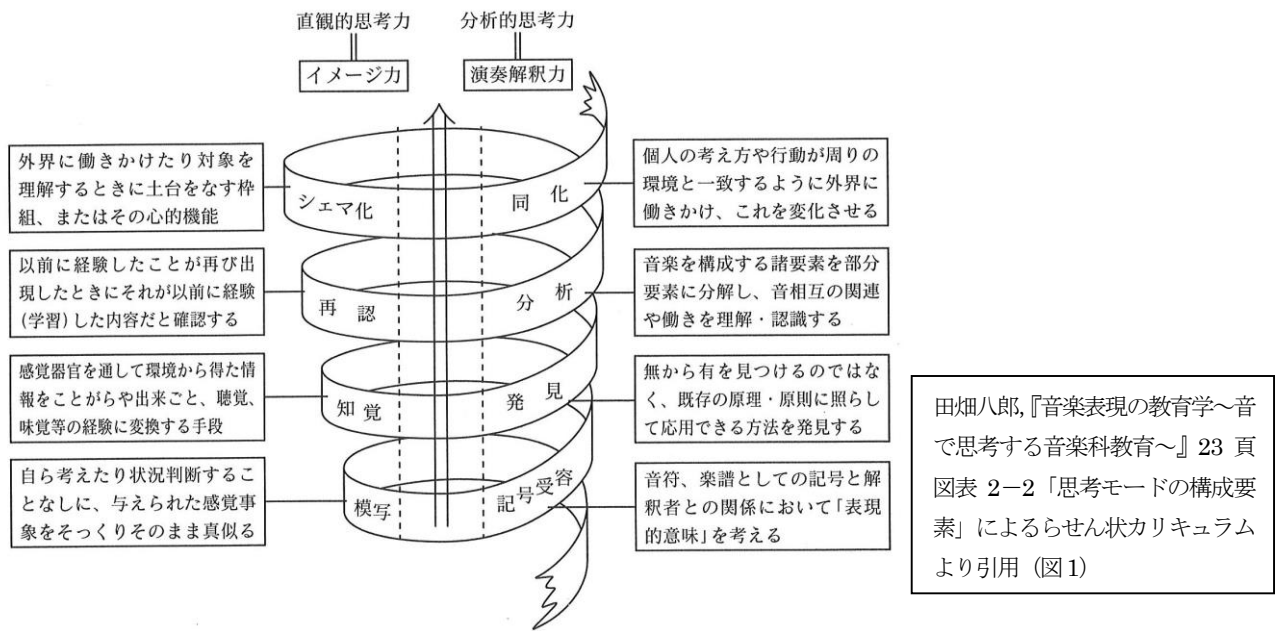 直観的思考力
分析的思考力
イメージ力
演奏解釈力
外界に働きかけたり対象を
理解するときに土台をなす枠
組、またはその心的機能
シェマ化
同化
個人の考え方や行動が周りの
環境と一致するように外界に
働きかけ、これを変化させる
以前に経験したことが再び出
現したときにそれが以前に経験
(学習)した内容だと確認する
再認
分析
音楽を構成する諸要素を部分
要素に分解し、音相互の関連
や働きを理解・認識する
感覚器官を通して環境から得た情
報をことがらや出来ごと、聴覚、
味覚等の経験に変換する手段
知覚
発見
無から有を見つけるのではな
く、既存の原理・原則に照らし
て応用できる方法を発見する
自ら考えたり状況判断するこ
となしに、与えられた感覚事
象をそっくりそのまま真似る
模写
記号受容
音符、楽譜としての記号と解
釈者との関係において「表現
的意味」を考える
田畑八郎,『音楽表現の教育学～音
で思考する音楽科教育～』23 頁
図表 2−2「思考モードの構成要
素」によるらせん状カリキュラム
より引用（図1）